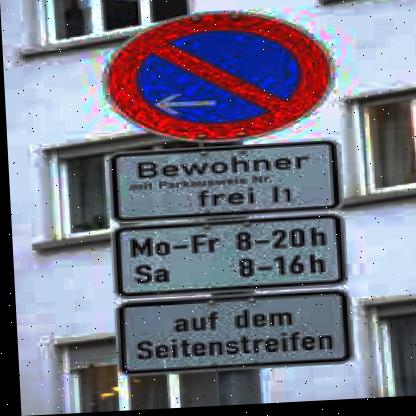 Bewohner
mit Parkausweis Nr.
frei I1
Mo-Fr 8-20h
Sa 8-16h
auf dem
Seitenstreifen